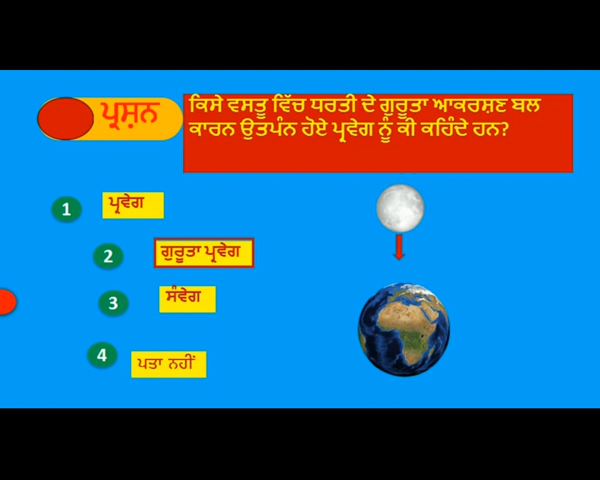 ਪ੍ਰਸ਼ਨ
ਕਿਸੇ ਵਸਤੂ ਵਿੱਚ ਧਰਤੀ ਦੇ ਗੁਰੂਤਾ ਆਕਰਸ਼ਣ ਬਲ
ਕਾਰਨ ਉਤਪੰਨ ਹੋਏ ਪ੍ਰਵੇਗ ਨੂੰ ਕੀ ਕਹਿੰਦੇ ਹਨ?
1 ਪ੍ਰਵੇਗ
2 ਗੁਰੂਤਾ ਪ੍ਰਵੇਗ
3 ਸੰਵੇਗ
4 ਪਤਾ ਨਹੀਂ